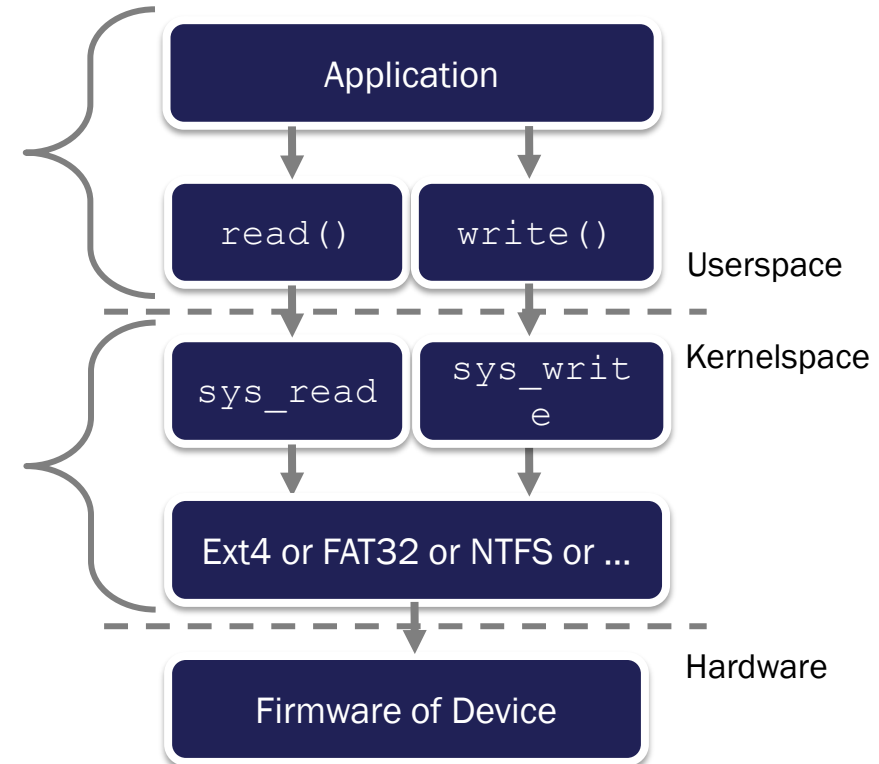 Application
read()
write()
Userspace
Kernelspace
sys_read
sys_writ
e
Ext4 or FAT32 or NTFS or ...
Hardware
Firmware of Device